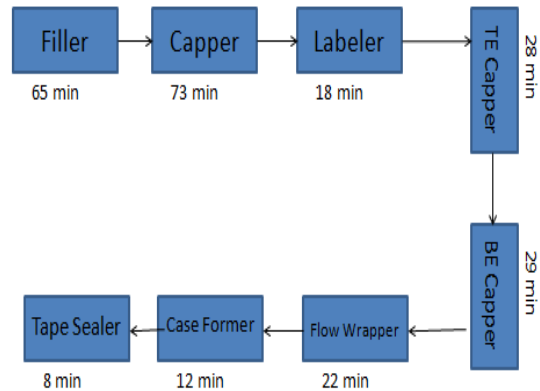 Filler
65 min
Capper
73 min
Labeler
18 min
TE Capper
28 min
BE Capper
29 min
Flow Wrapper
22 min
Case Former
12 min
Tape Sealer
8 min